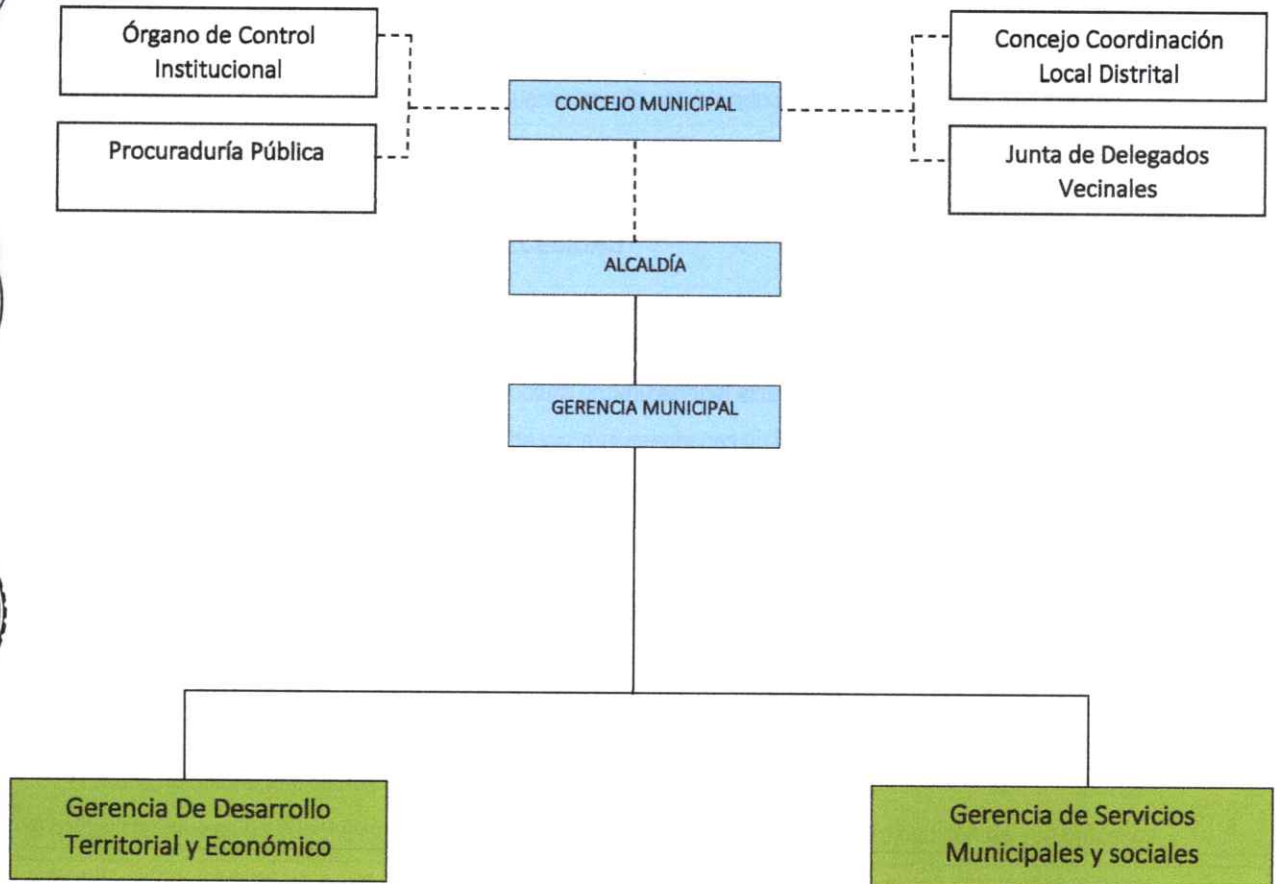 Órgano de Control
Institucional
Procuraduría Pública
CONCEJO MUNICIPAL
Concejo Coordinación
Local Distrital
Junta de Delegados
Vecinales
ALCALDÍA
GERENCIA MUNICIPAL
Gerencia De Desarrollo
Territorial y Económico
Gerencia de Servicios
Municipales y sociales